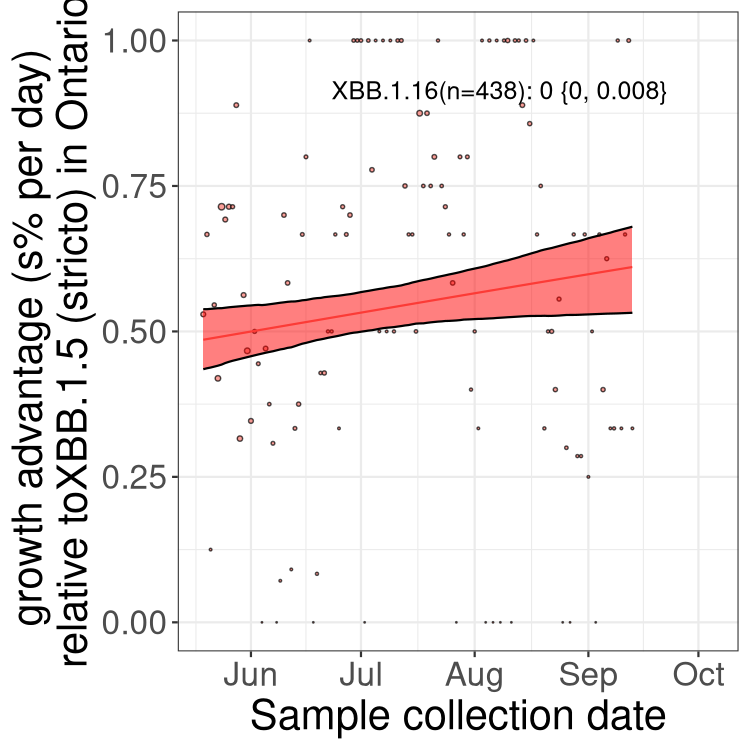 growth advantage (s% per day)
relative toXBB.1.5 (stricto) in Ontario
1.00
0.75
0.50
0.25
0.00
XBB.1.16(n=438): 0 {0, 0.008}
Jun Jul Aug Sep Oct
Sample collection date